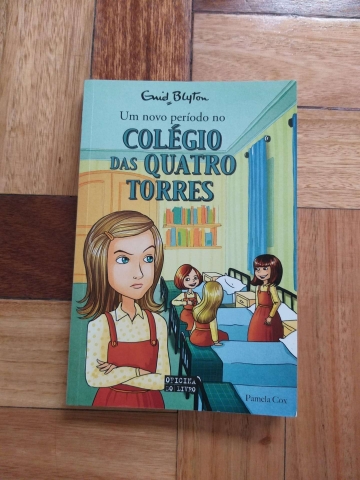 Enid Blyton
Um novo período no
COLÉGIO
DAS QUATRO
TORRES
OFICINA
DO LIVRO
Pamela Cox